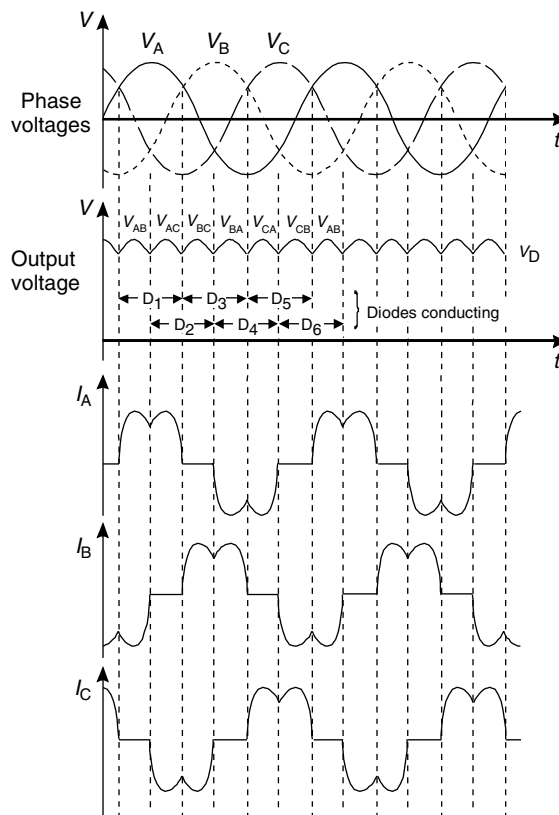 V
V_A V_B V_C
Phase
voltages
t
V
V_AB V_AC V_BC V_BA V_CA V_CB V_AB
Output
voltage
V_D
D_1 D_3 D_5
Diodes conducting
D_2 D_4 D_6
t
I_A
I_B
I_C